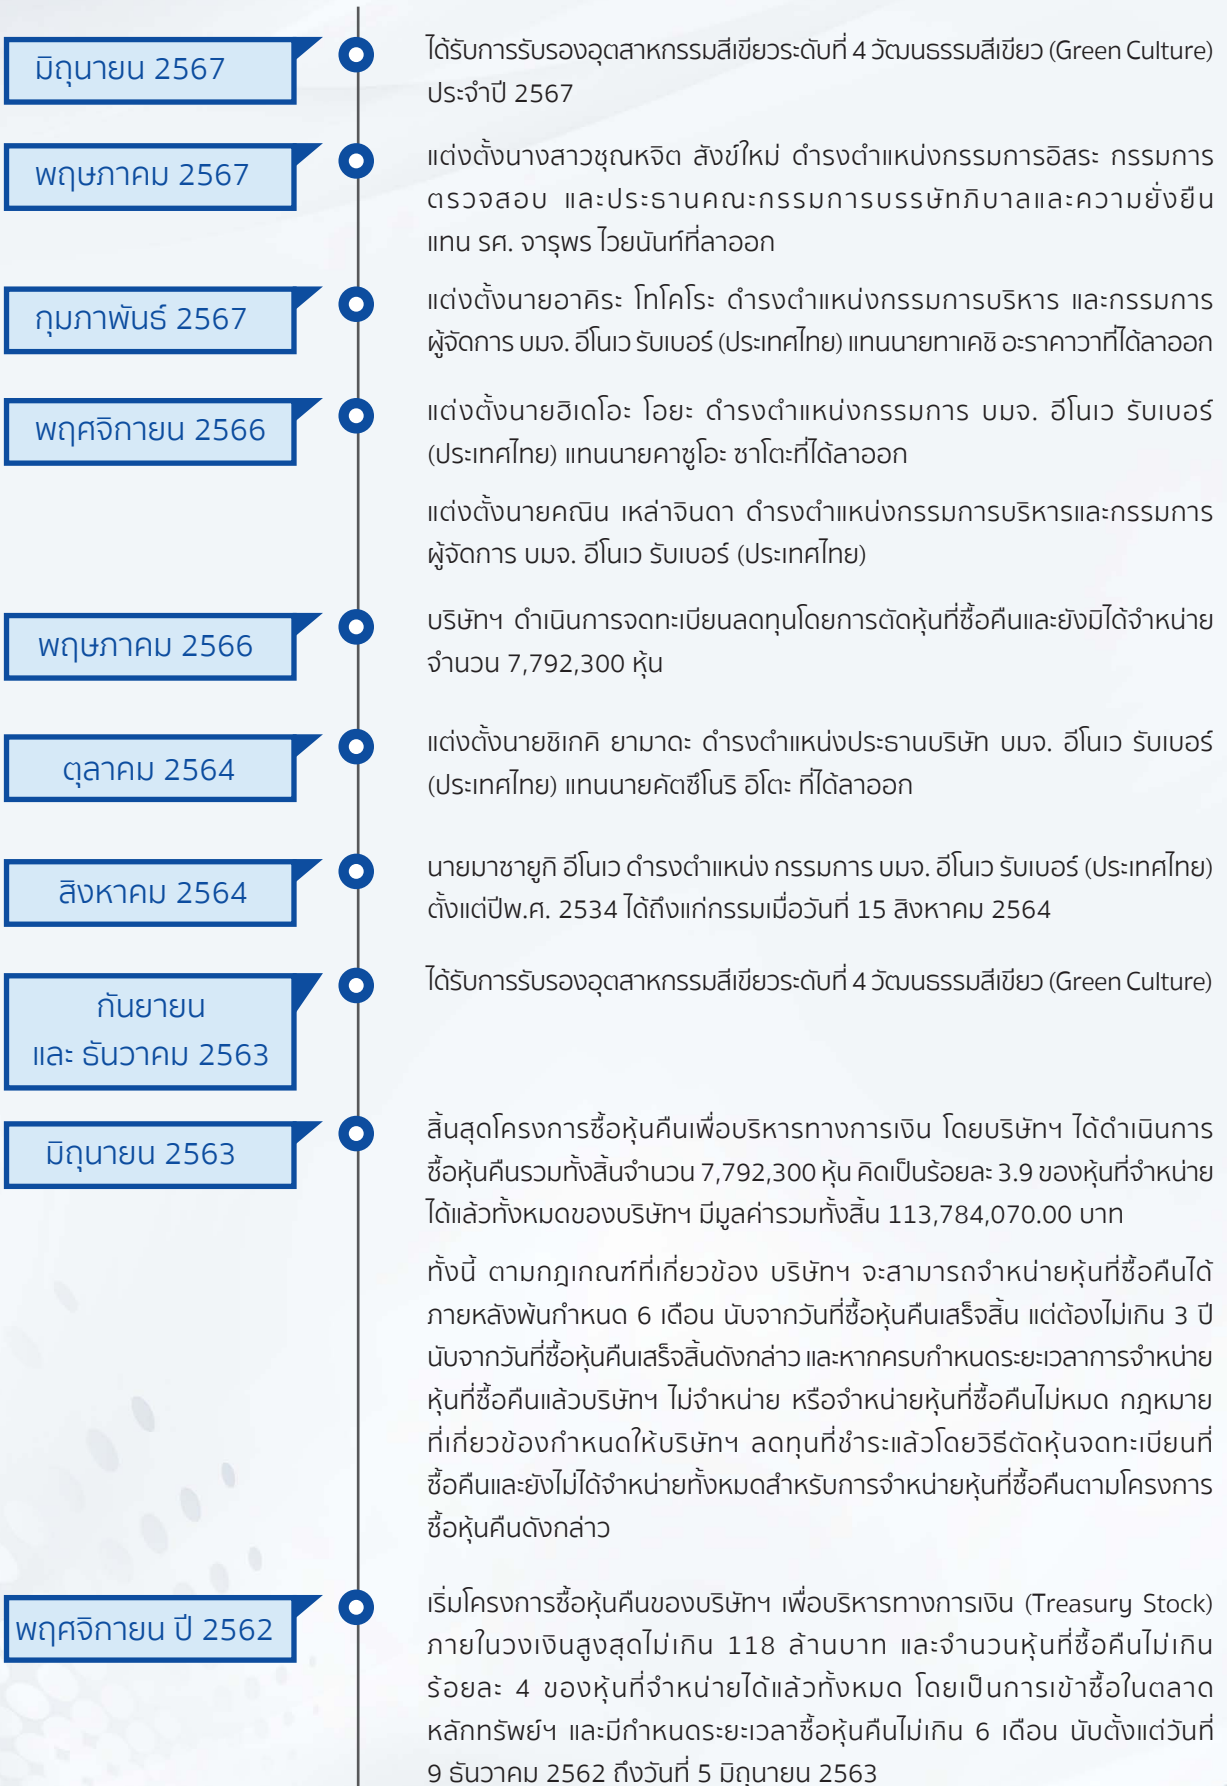 มิถุนายน 2567
ได้รับการรับรองอุตสาหกรรมสีเขียวระดับที่ 4 วัฒนธรรมสีเขียว (Green Culture)
ประจำปี 2567
พฤษภาคม 2567
แต่งตั้งนางสาวชุณหจิต สังข์ใหม่ ดำรงตำแหน่งกรรมการอิสระ กรรมการ
ตรวจสอบ และประธานคณะกรรมการบรรษัทภิบาลและความยั่งยืน
แทน รศ. จารุพร ไวยนันท์ที่ลาออก
กุมภาพันธ์ 2567
แต่งตั้งนายอาคิระ โทโคโระ ดำรงตำแหน่งกรรมการบริหาร และกรรมการ
ผู้จัดการ บมจ. อีโนเว รับเบอร์ (ประเทศไทย) แทนนายทาเคชิ อะราคาวาที่ได้ลาออก
พฤศจิกายน 2566
แต่งตั้งนายฮิเดโอะ โอยะ ดำรงตำแหน่งกรรมการ บมจ. อีโนเว รับเบอร์
(ประเทศไทย) แทนนายคาซูโอะ ซาโตะที่ได้ลาออก
แต่งตั้งนายคณิน เหล่าจินดา ดำรงตำแหน่งกรรมการบริหารและกรรมการ
ผู้จัดการ บมจ. อีโนเว รับเบอร์ (ประเทศไทย)
พฤษภาคม 2566
บริษัทฯ ดำเนินการจดทะเบียนลดทุนโดยการตัดหุ้นที่ซื้อคืนและยังมิได้จำหน่าย
จำนวน 7,792,300 หุ้น
ตุลาคม 2564
แต่งตั้งนายชิเกคิ ยามาดะ ดำรงตำแหน่งประธานบริษัท บมจ. อีโนเว รับเบอร์
(ประเทศไทย) แทนนายคัตซึโนริ อิโตะ ที่ได้ลาออก
สิงหาคม 2564
นายมาซายูกิ อีโนเว ดำรงตำแหน่ง กรรมการ บมจ. อีโนเว รับเบอร์ (ประเทศไทย)
ตั้งแต่ปีพ.ศ. 2534 ได้ถึงแก่กรรมเมื่อวันที่ 15 สิงหาคม 2564
กันยายน
และ ธันวาคม 2563
ได้รับการรับรองอุตสาหกรรมสีเขียวระดับที่ 4 วัฒนธรรมสีเขียว (Green Culture)
มิถุนายน 2563
สิ้นสุดโครงการซื้อหุ้นคืนเพื่อบริหารทางการเงิน โดยบริษัทฯ ได้ดำเนินการ
ซื้อหุ้นคืนรวมทั้งสิ้นจำนวน 7,792,300 หุ้น คิดเป็นร้อยละ 3.9 ของหุ้นที่จำหน่าย
ได้แล้วทั้งหมดของบริษัทฯ มีมูลค่ารวมทั้งสิ้น 113,784,070.00 บาท
ทั้งนี้ ตามกฎเกณฑ์ที่เกี่ยวข้อง บริษัทฯ จะสามารถจำหน่ายหุ้นที่ซื้อคืนได้
ภายหลังพ้นกำหนด 6 เดือน นับจากวันที่ซื้อหุ้นคืนเสร็จสิ้น แต่ต้องไม่เกิน 3 ปี
นับจากวันที่ซื้อหุ้นคืนเสร็จสิ้นดังกล่าว และหากครบกำหนดระยะเวลาการจำหน่าย
หุ้นที่ซื้อคืนแล้วบริษัทฯ ไม่จำหน่าย หรือจำหน่ายหุ้นที่ซื้อคืนไม่หมด กฎหมาย
ที่เกี่ยวข้องกำหนดให้บริษัทฯ ลดทุนที่ชำระแล้วโดยวิธีตัดหุ้นจดทะเบียนที่
ซื้อคืนและยังไม่ได้จำหน่ายทั้งหมดสำหรับการจำหน่ายหุ้นที่ซื้อคืนตามโครงการ
ซื้อหุ้นคืนดังกล่าว
พฤศจิกายน ปี 2562
เริ่มโครงการซื้อหุ้นคืนของบริษัทฯ เพื่อบริหารทางการเงิน (Treasury Stock)
ภายในวงเงินสูงสุดไม่เกิน 118 ล้านบาท และจำนวนหุ้นที่ซื้อคืนไม่เกิน
ร้อยละ 4 ของหุ้นที่จำหน่ายได้แล้วทั้งหมด โดยเป็นการเข้าซื้อในตลาด
หลักทรัพย์ฯ และมีกำหนดระยะเวลาซื้อหุ้นคืนไม่เกิน 6 เดือน นับตั้งแต่วันที่
9 ธันวาคม 2562 ถึงวันที่ 5 มิถุนายน 2563